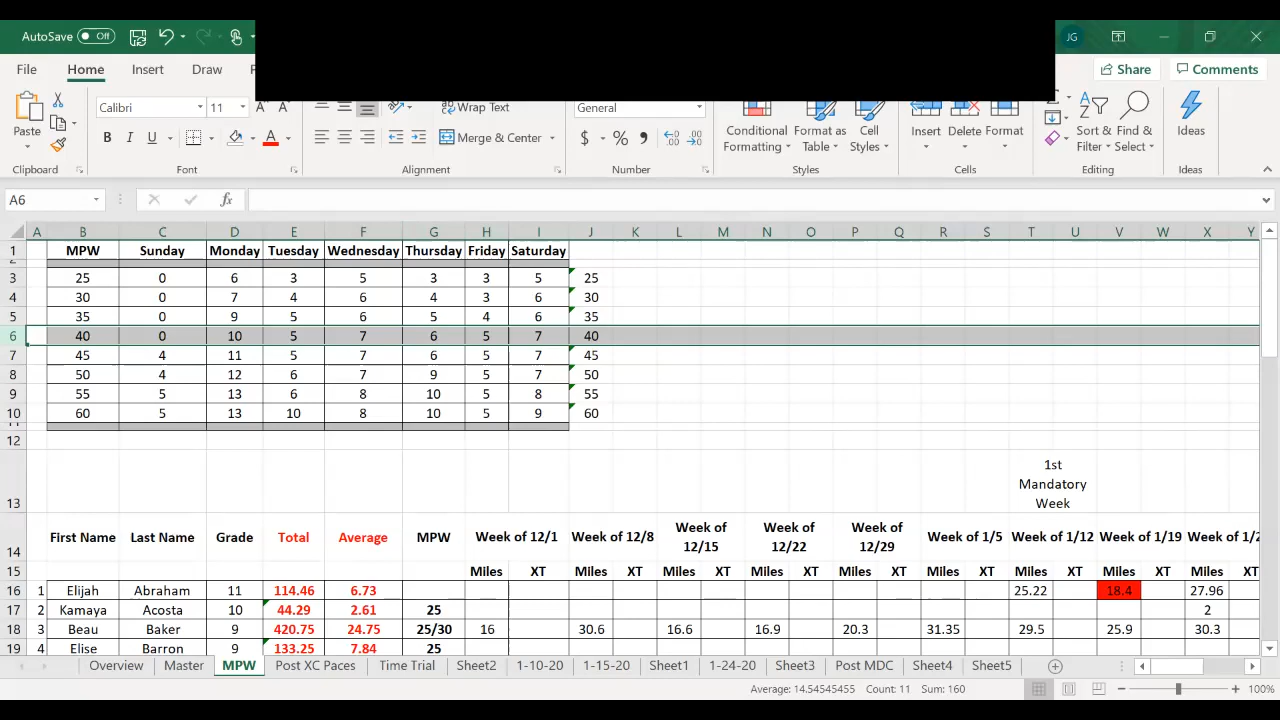 AutoSave Off JG
File Home Insert Draw Share Comments
Paste Calibri 11 Wrap Text General Conditional Formatting Format as Table Cell Styles Insert Delete Format Sort & Filter Find & Select Ideas
B I U A Merge & Center $ % 9
Clipboard Font Alignment Number Styles Cells Editing Ideas
A6 fx
A B C D E F G H I J K L M N O P Q R S T U V W X Y
1 MPW Sunday Monday Tuesday Wednesday Thursday Friday Saturday
3 25 0 6 3 5 3 3 5 25
4 30 0 7 4 6 4 3 6 30
5 35 0 9 5 6 5 4 6 35
6 40 0 10 5 7 6 5 7 40
7 45 4 11 5 7 6 5 7 45
8 50 4 12 6 7 9 5 7 50
9 55 5 13 6 8 10 5 8 55
10 60 5 13 10 8 10 5 9 60
12
1st
Mandatory
13 Week
14 First Name Last Name Grade Total Average MPW Week of 12/1 Week of 12/8 Week of 12/15 Week of 12/22 Week of 12/29 Week of 1/5 Week of 1/12 Week of 1/19 Week of 1/2
15 Miles XT Miles XT Miles XT Miles XT Miles XT Miles XT Miles XT Miles XT Miles XT
16 1 Elijah Abraham 11 114.46 6.73 25.22 18.4 27.96
17 2 Kamaya Acosta 10 44.29 2.61 25 2
18 3 Beau Baker 9 420.75 24.75 25/30 16 30.6 16.6 16.9 20.3 31.35 29.5 25.9 30.3
19 4 Elise Barron 9 133.25 7.84 25
Overview Master MPW Post XC Paces Time Trial Sheet2 1-10-20 1-15-20 Sheet1 1-24-20 Sheet3 Post MDC Sheet4 Sheet5
Average: 14.54545455 Count: 11 Sum: 160 100%